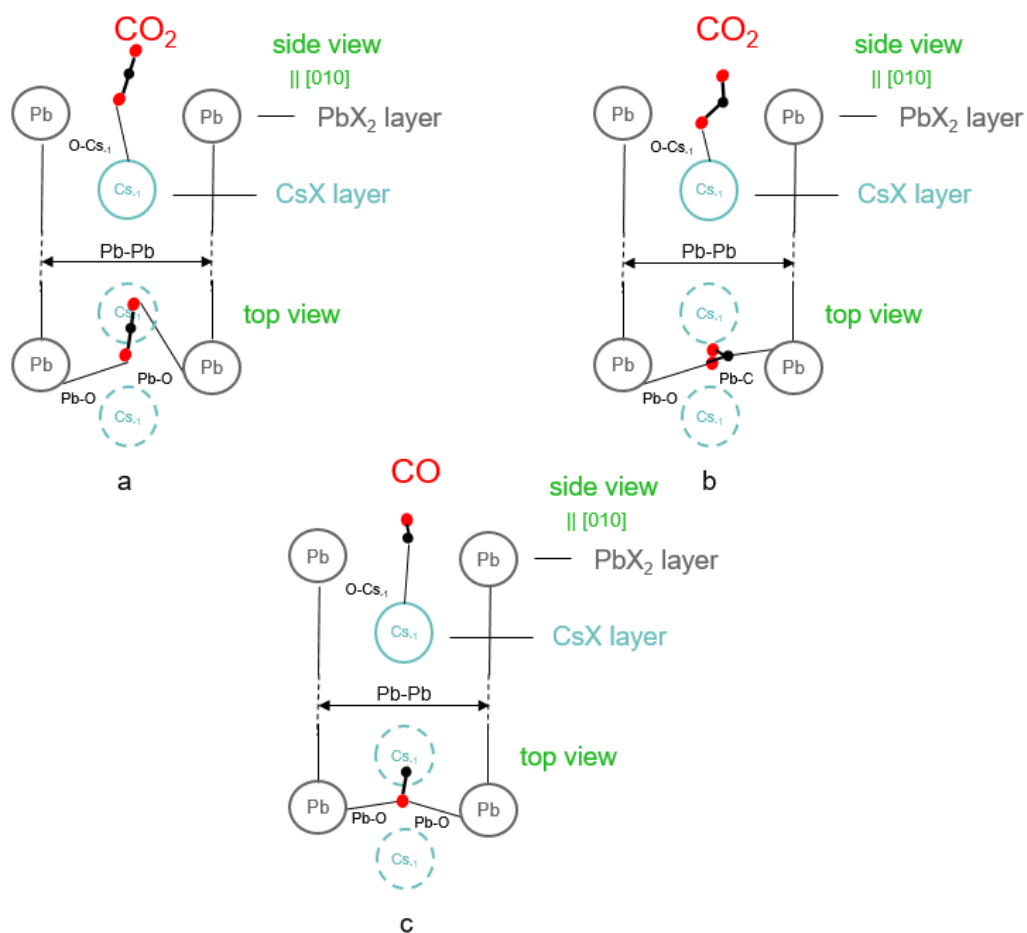 CO₂
side view
|| [010]
Pb
Pb
PbX₂ layer
O-Cs₋₁
Cs₋₁
CsX layer
Pb-Pb
Cs₋₁
top view
Pb
Pb
Pb-O
Pb-O
Cs₋₁
a
CO₂
side view
|| [010]
Pb
Pb
PbX₂ layer
O-Cs₋₁
Cs₋₁
CsX layer
Pb-Pb
Cs₋₁
top view
Pb
Pb
Pb-O
Pb-C
Cs₋₁
b
CO
side view
|| [010]
Pb
Pb
PbX₂ layer
O-Cs₋₁
Cs₋₁
CsX layer
Pb-Pb
Cs₋₁
top view
Pb
Pb
Pb-O
Pb-O
Cs₋₁
c